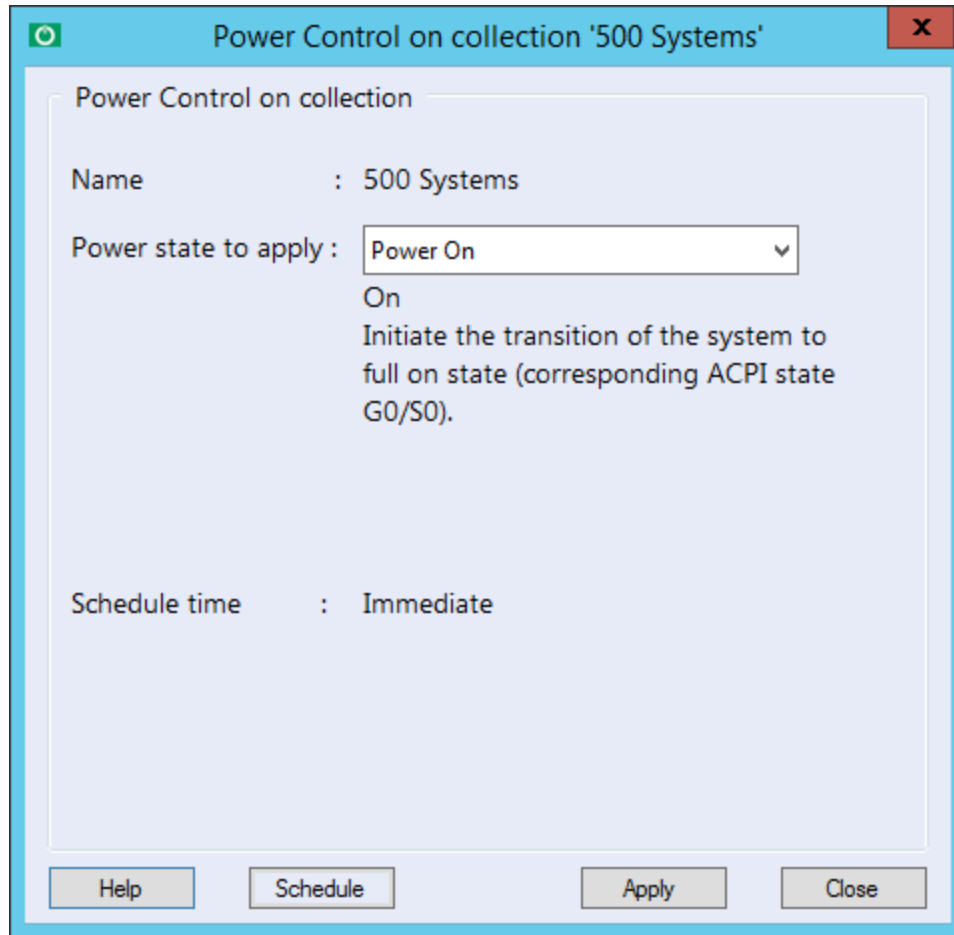 Power Control on collection '500 Systems'
x
Power Control on collection
Name : 500 Systems
Power state to apply : Power On
On
Initiate the transition of the system to
full on state (corresponding ACPI state
G0/S0).
Schedule time : Immediate
Help Schedule Apply Close